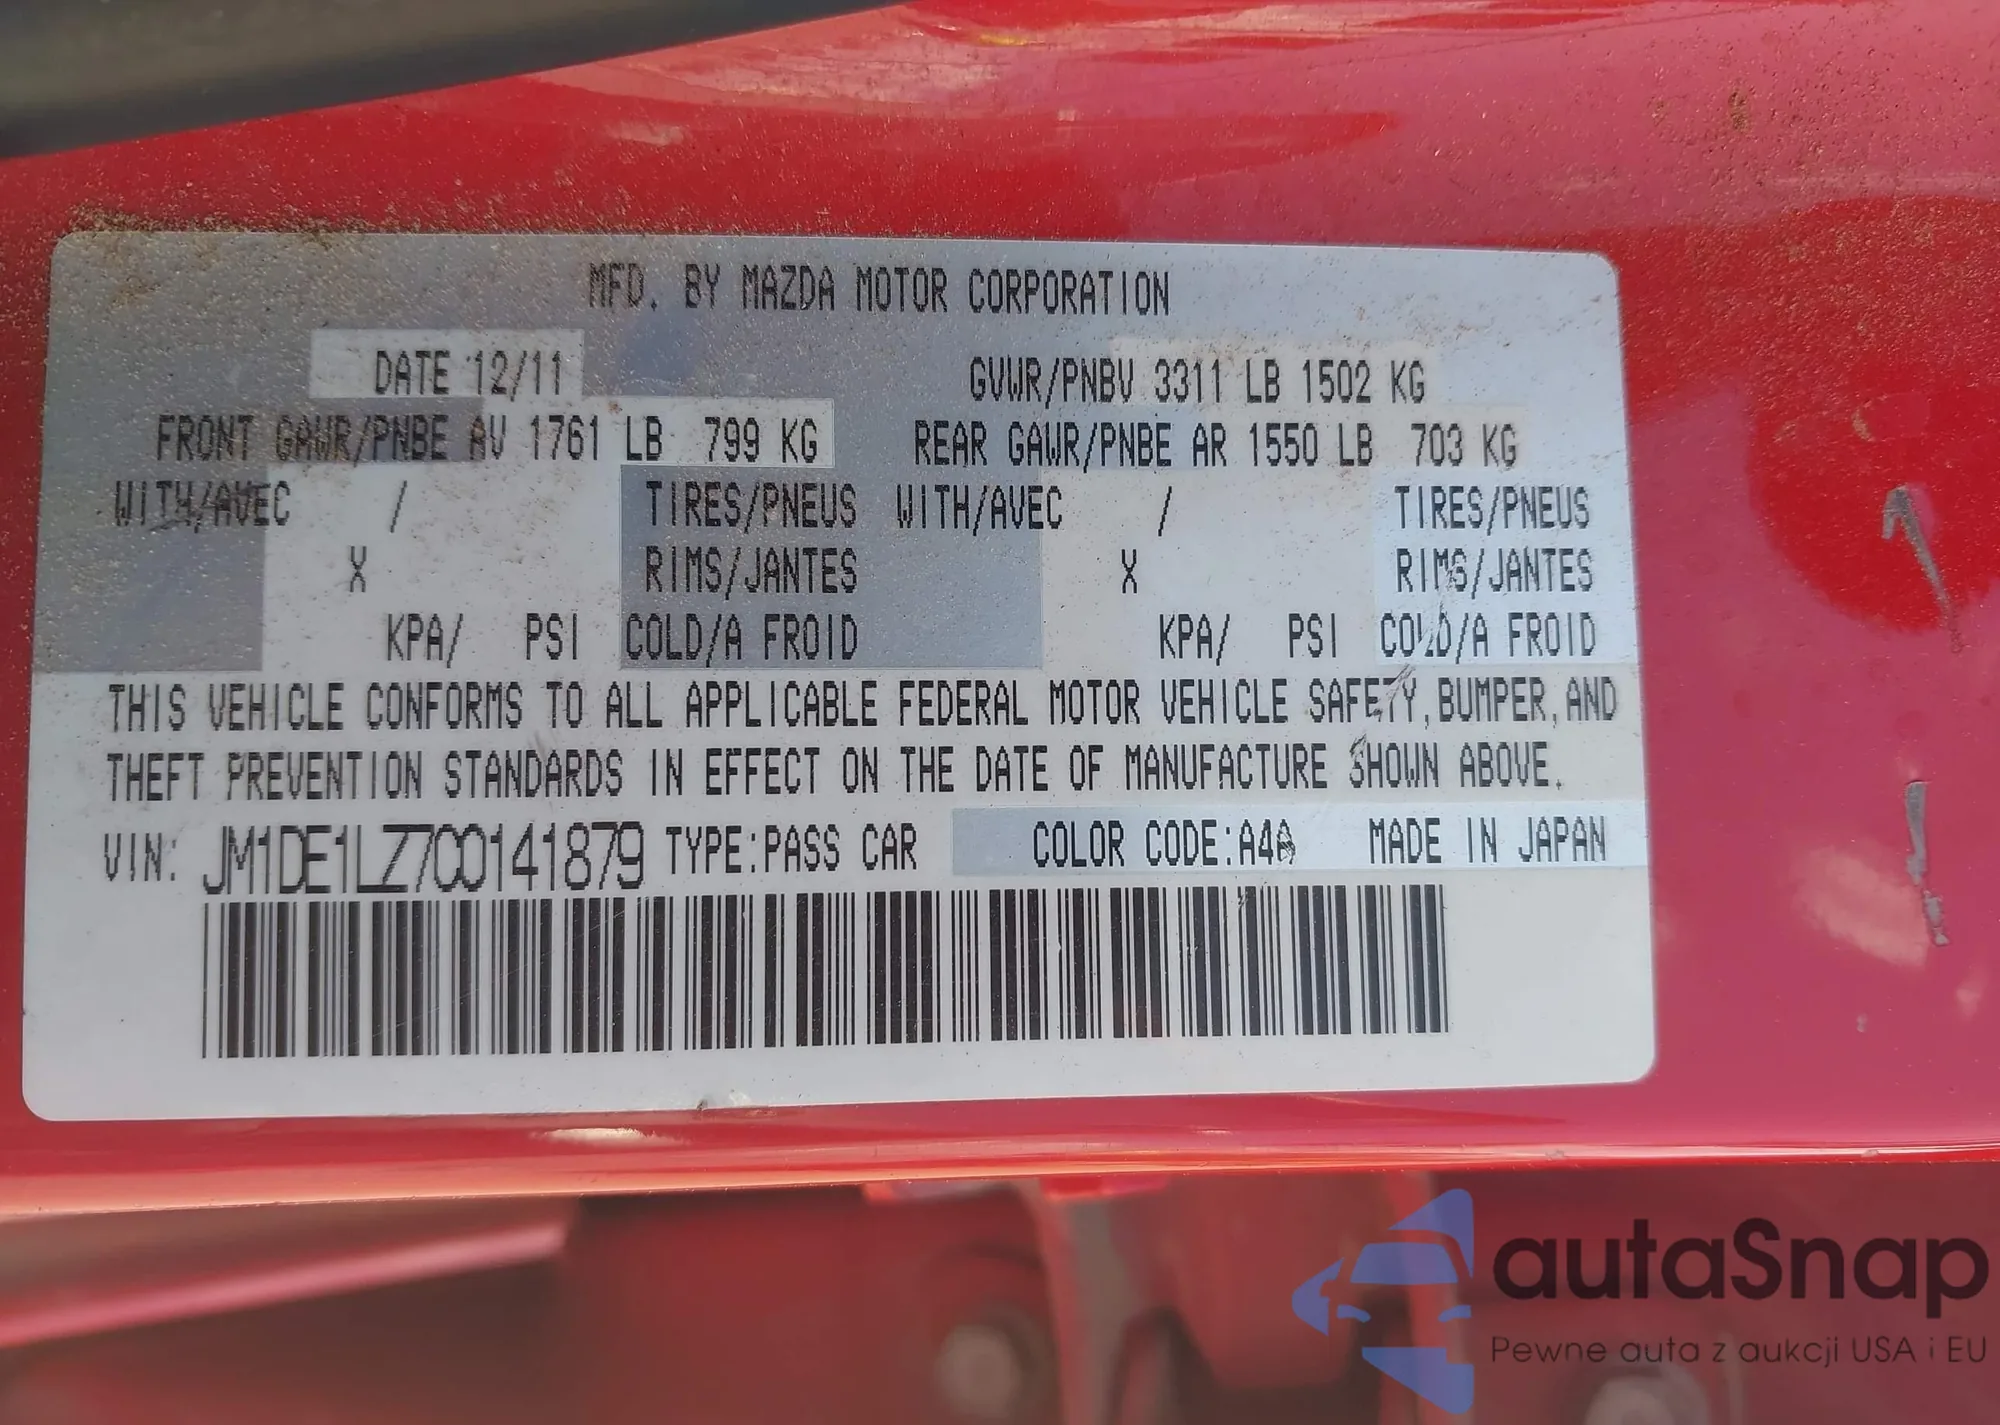 MFD. BY MAZDA MOTOR CORPORATION
DATE 12/11 GVWR/PNBV 3311 LB 1502 KG
FRONT GAWR/PNBE AV 1761 LB 799 KG REAR GAWR/PNBE AR 1550 LB 703 KG
WITH/AVEC / TIRES/PNEUS WITH/AVEC / TIRES/PNEUS
X RIMS/JANTES X RIMS/JANTES
KPA/ PSI COLD/A FROID KPA/ PSI COLD/A FROID
THIS VEHICLE CONFORMS TO ALL APPLICABLE FEDERAL MOTOR VEHICLE SAFETY, BUMPER, AND
THEFT PREVENTION STANDARDS IN EFFECT ON THE DATE OF MANUFACTURE SHOWN ABOVE.
VIN: JM1DE1LZ7C0141879 TYPE:PASS CAR COLOR CODE:A4A MADE IN JAPAN
autaSnap
Pewne auta z aukcji USA i EU